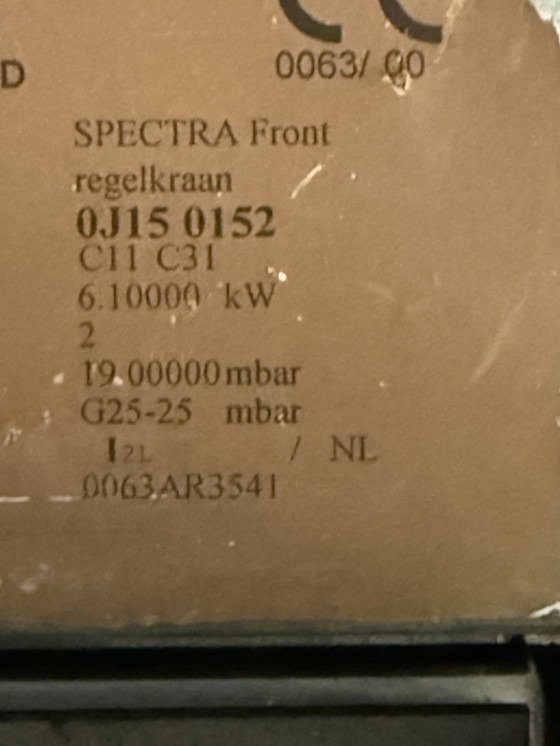 CE
D
0063/ 00
SPECTRA Front
regelkraan
0J15 0152
C11 C31
6.10000 kW
2
19.00000mbar
G25-25 mbar
I2L / NL
0063AR3541